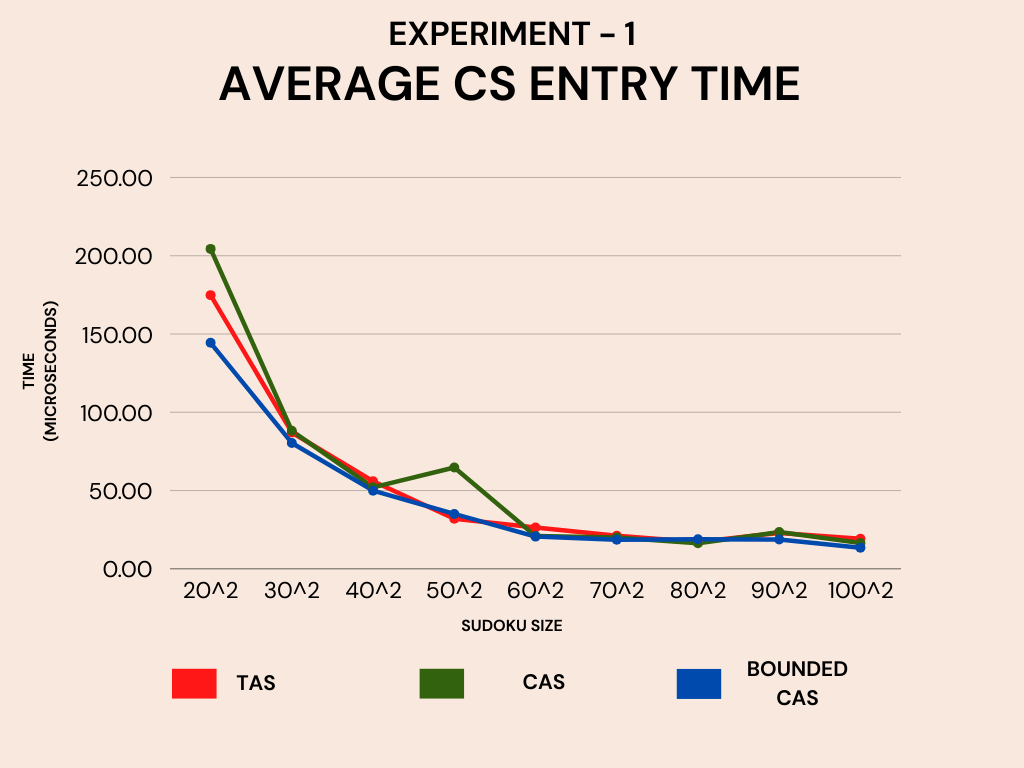 EXPERIMENT – 1
AVERAGE CS ENTRY TIME
250.00
200.00
150.00
100.00
50.00
0.00
TIME
(MICROSECONDS)
20^2 30^2 40^2 50^2 60^2 70^2 80^2 90^2 100^2
SUDOKU SIZE
TAS
CAS
BOUNDED
CAS